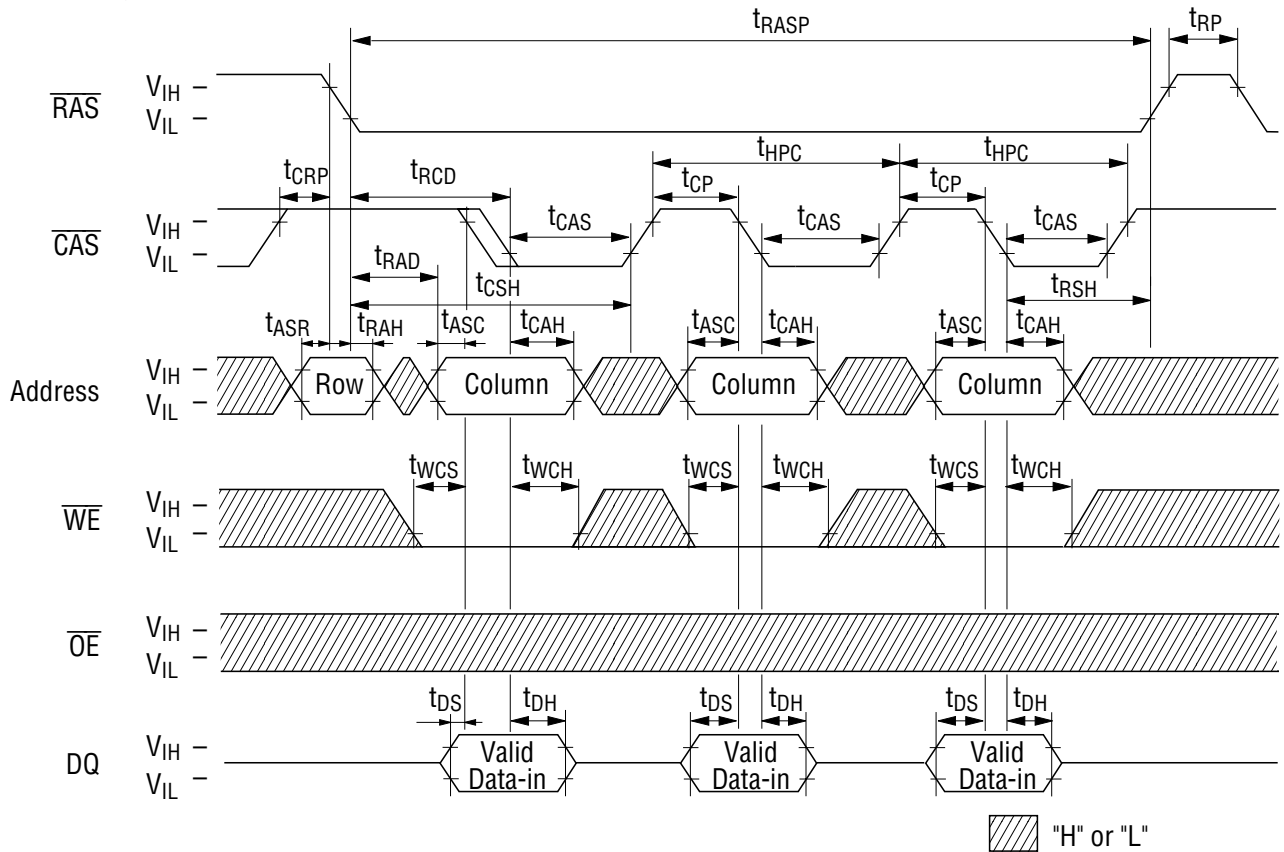 tRASP tRP
RAS VIH –
VIL –
tHPC tHPC
tCRP tRCD tCP tCP
CAS VIH –
VIL –
tCAS tCAS tCAS
tRAD
tCSH tRSH
tASR tRAH tASC tCAH tASC tCAH tASC tCAH
Address VIH –
VIL –
Row Column Column Column
tWCS tWCH tWCS tWCH tWCS tWCH
WE VIH –
VIL –
OE VIH –
VIL –
tDS tDH tDS tDH tDS tDH
DQ VIH –
VIL –
Valid Data-in
Valid Data-in
Valid Data-in
"H" or "L"